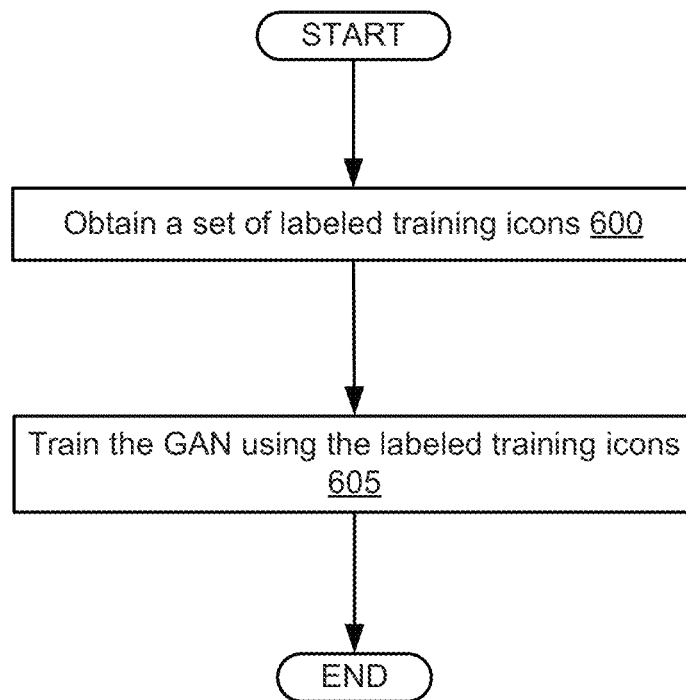 START
Obtain a set of labeled training icons 600
Train the GAN using the labeled training icons
605
END